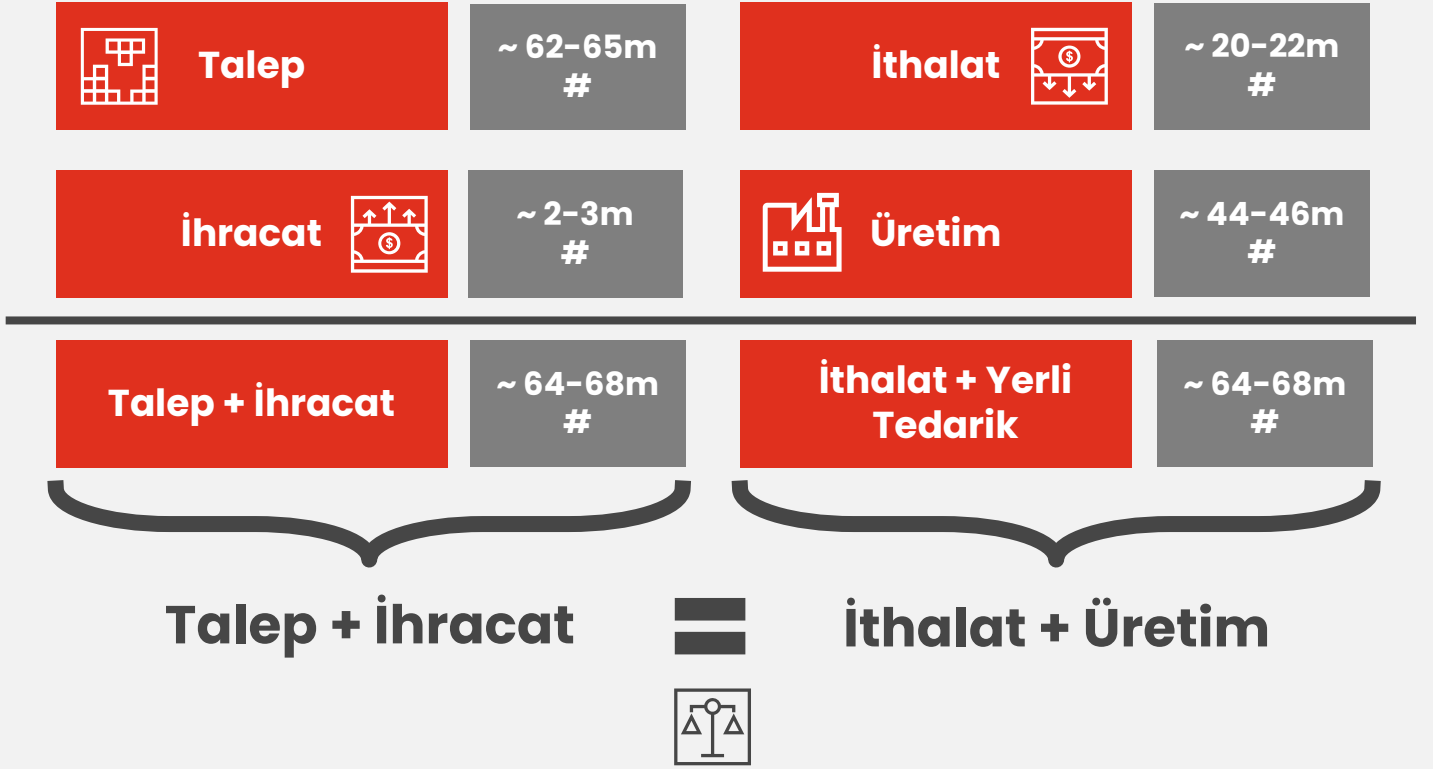 Talep
~ 62-65m
#
İthalat
~ 20-22m
#
İhracat
~ 2-3m
#
Üretim
~ 44-46m
#
Talep + İhracat
~ 64-68m
#
İthalat + Yerli
Tedarik
~ 64-68m
#
Talep + İhracat
=
İthalat + Üretim